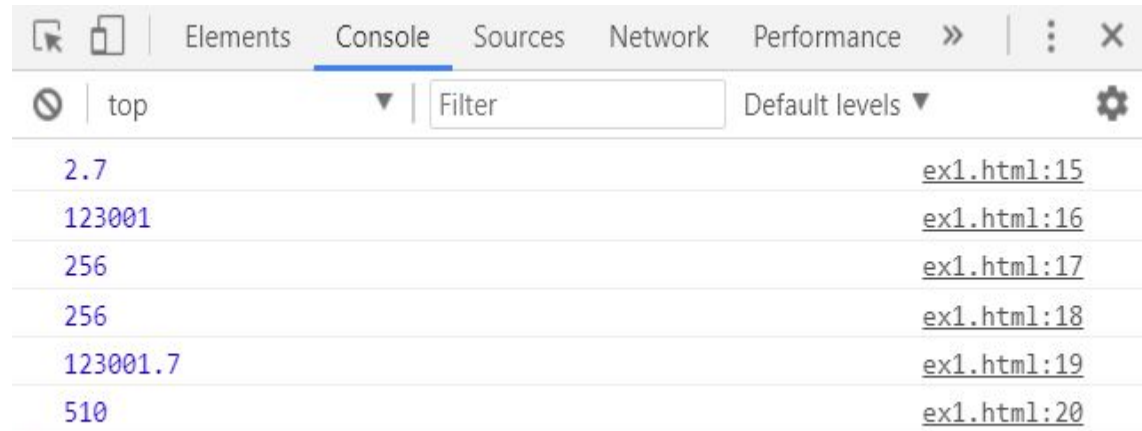 Elements Console Sources Network Performance »
top Filter Default levels
2.7 ex1.html:15
123001 ex1.html:16
256 ex1.html:17
256 ex1.html:18
123001.7 ex1.html:19
510 ex1.html:20